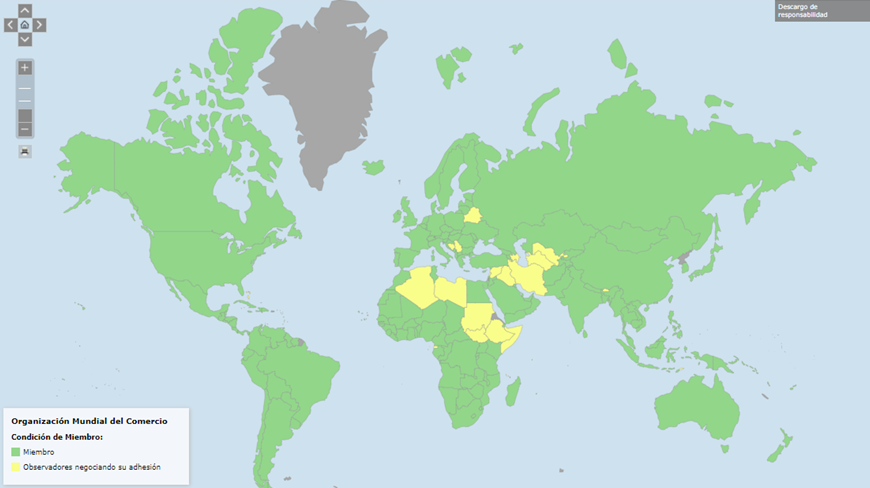 Descargo de
responsabilidad
Organización Mundial del Comercio
Condición de Miembro:
Miembro
Observadores negociando su adhesión